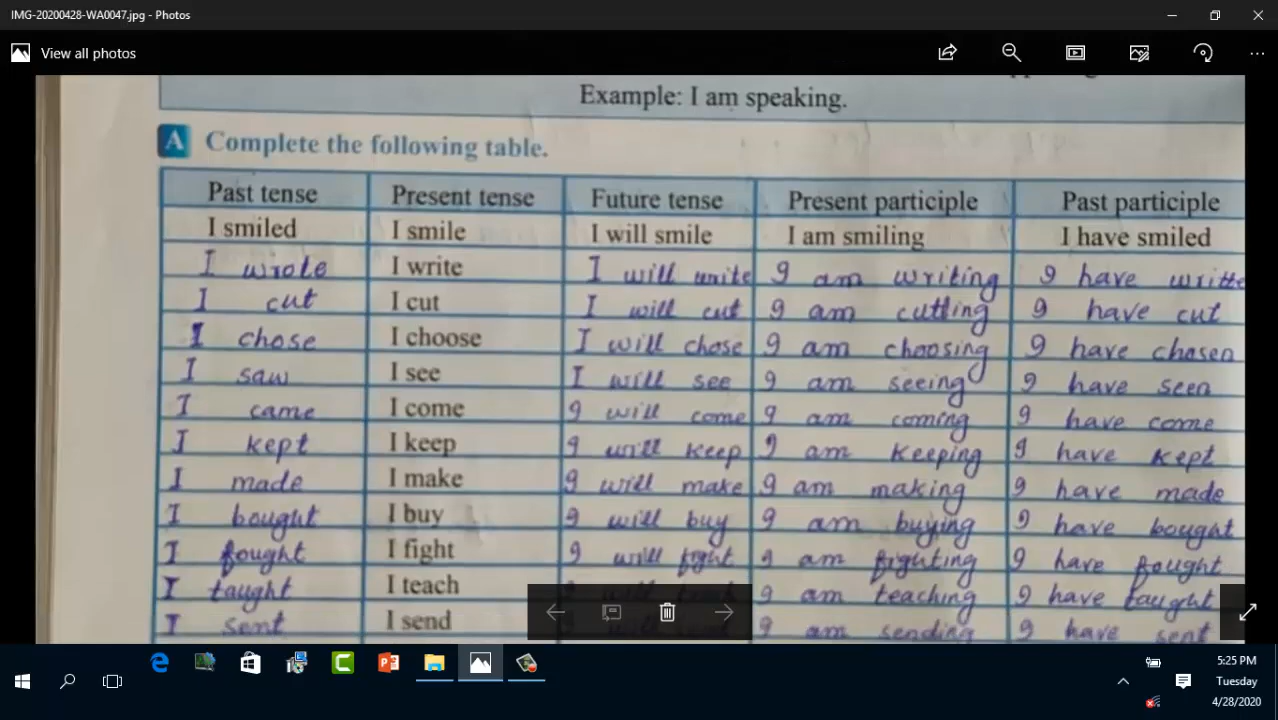 IMG-20200428-WA0047.jpg - Photos
View all photos
Example: I am speaking.
A Complete the following table.
Past tense Present tense Future tense Present participle Past participle
I smiled I smile I will smile I am smiling I have smiled
I wrote I write I will write I am writing I have writte
I cut I cut I will cut I am cutting I have cut
I chose I choose I will chose I am choosing I have chosen
I saw I see I will see I am seeing I have seen
I came I come I will come I am coming I have come
I kept I keep I will keep I am keeping I have kept
I made I make I will make I am making I have made
I bought I buy I will buy I am buying I have bought
I fought I fight I will fight I am fighting I have fought
I taught I teach I am teaching I have taught
I sent I send I am sending I have sent
5:25 PM
Tuesday
4/28/2020